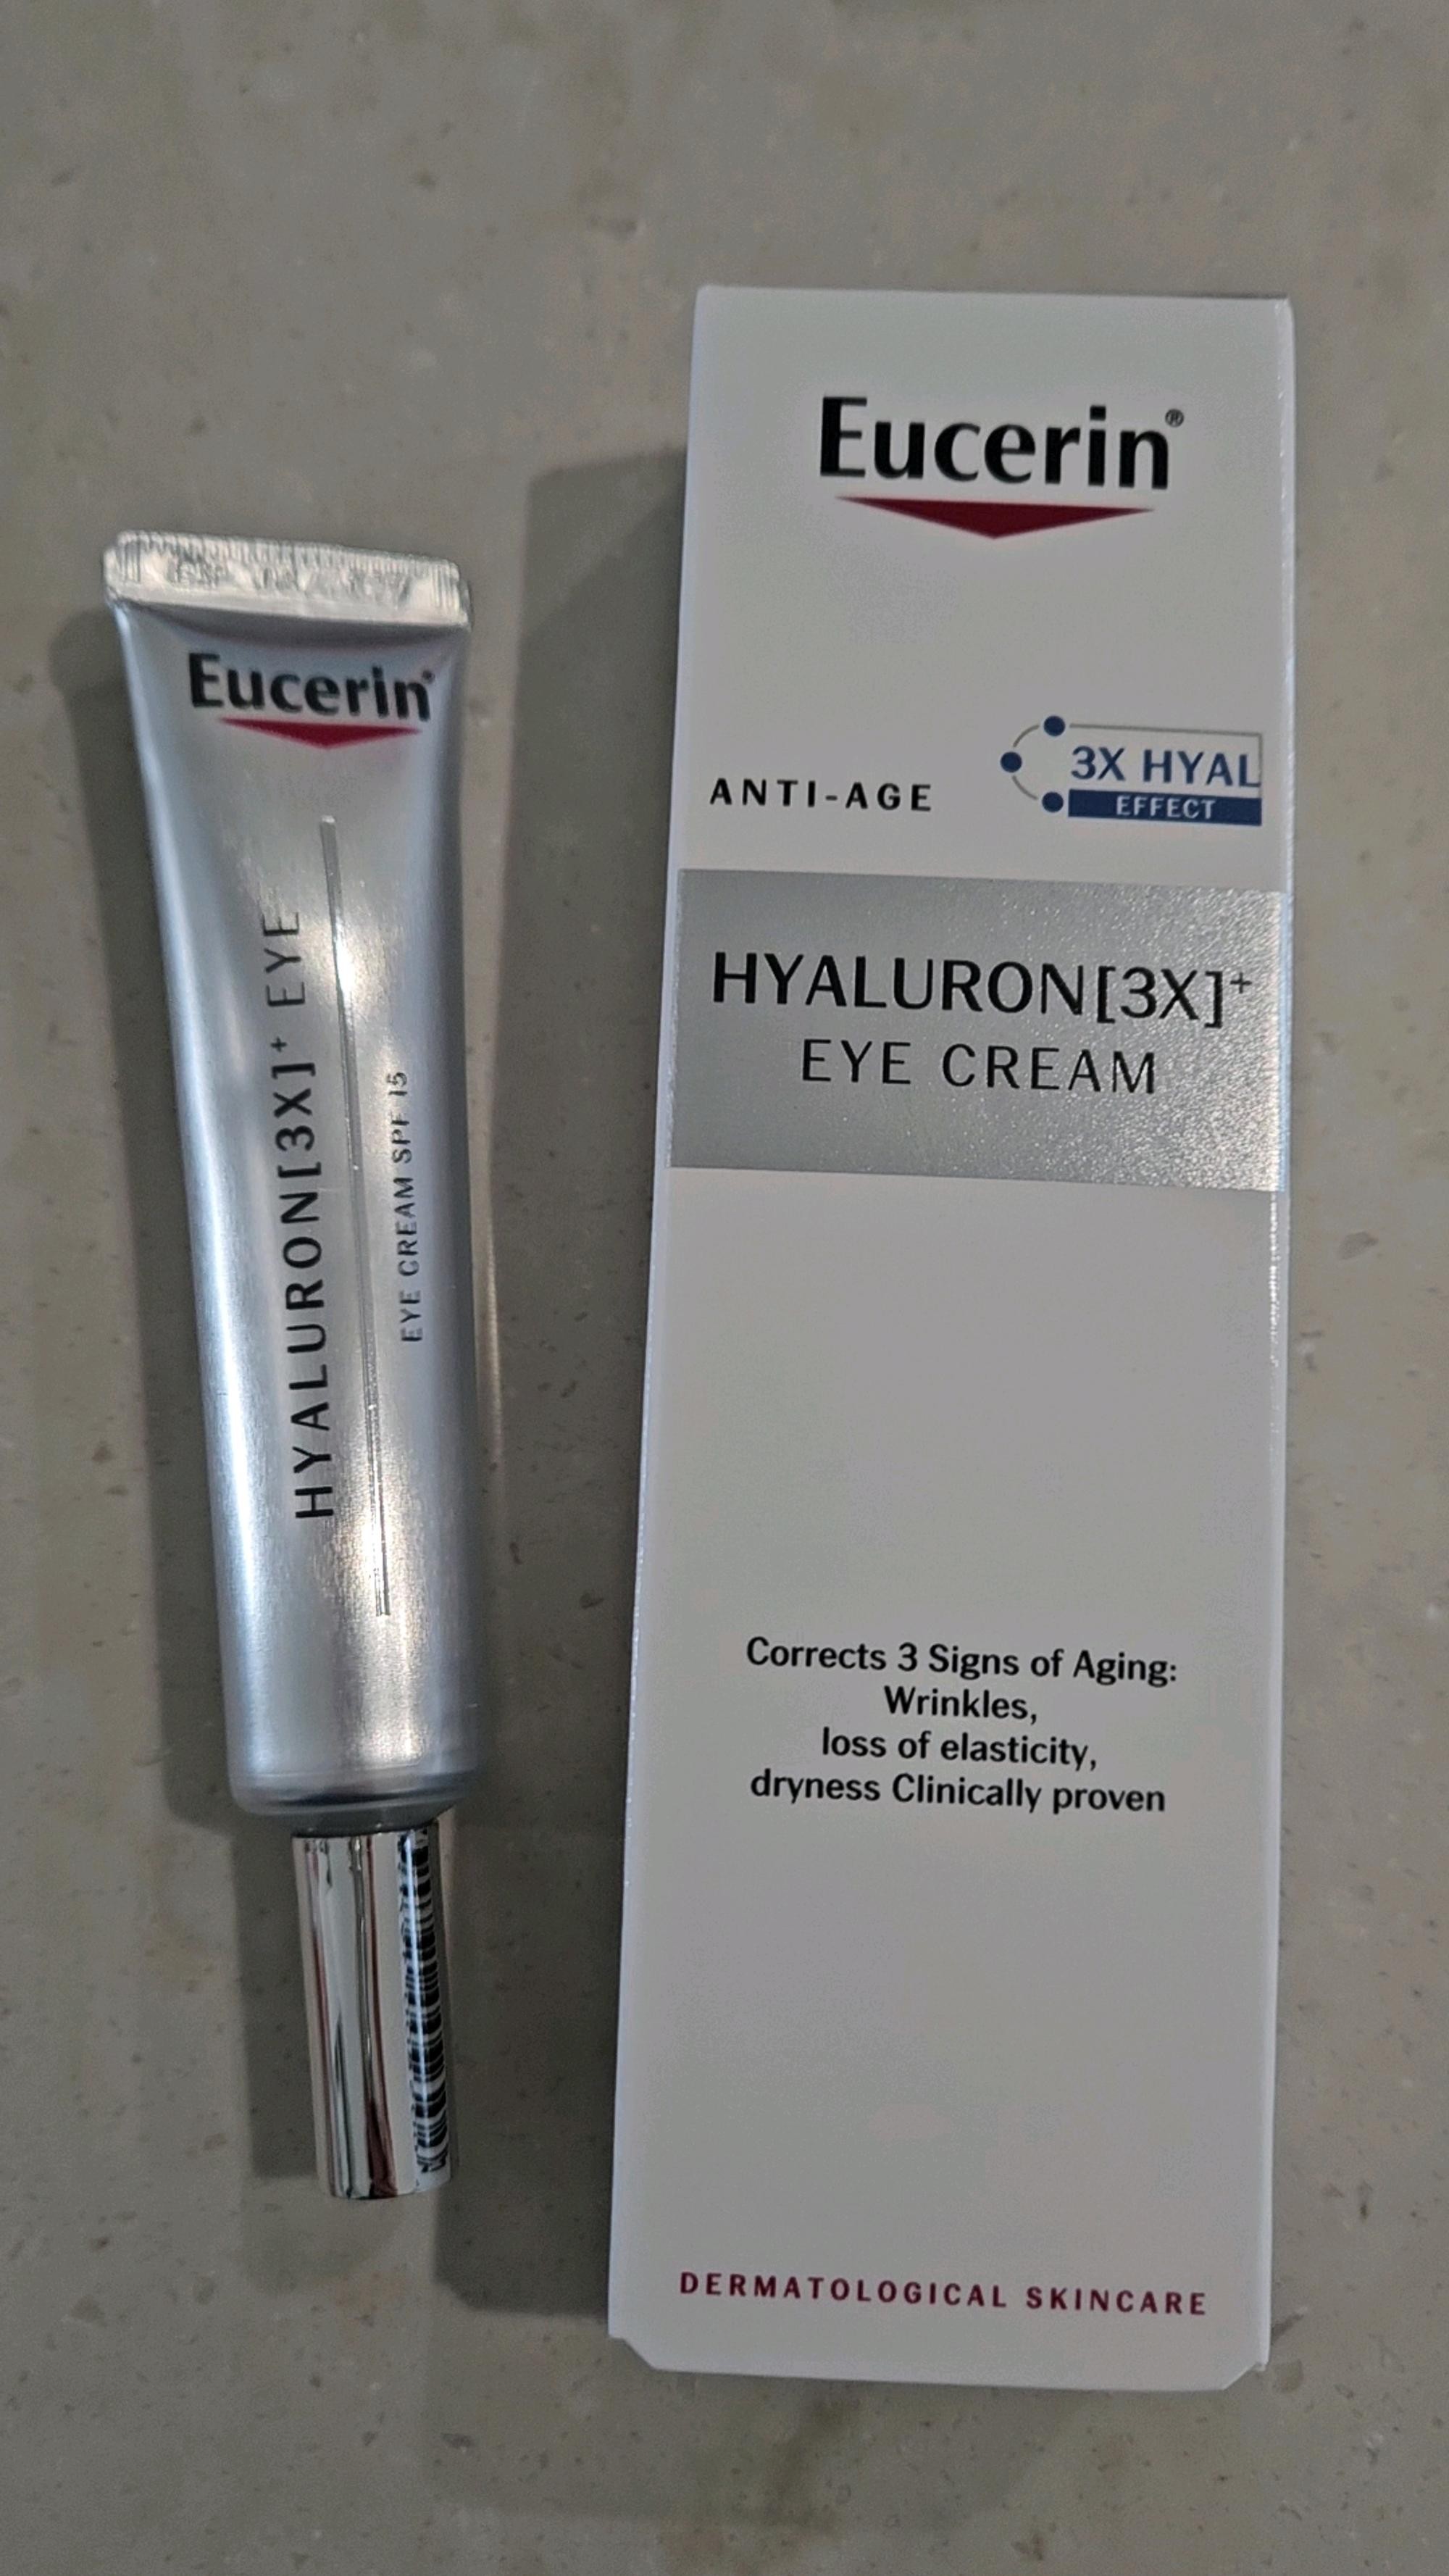 Eucerin
HYALURON[3X]+ EYE
EYE CREAM SPF 15
Eucerin®
ANTI-AGE
3X HYAL
EFFECT
HYALURON[3X]+
EYE CREAM
Corrects 3 Signs of Aging:
Wrinkles,
loss of elasticity,
dryness Clinically proven
DERMATOLOGICAL SKINCARE